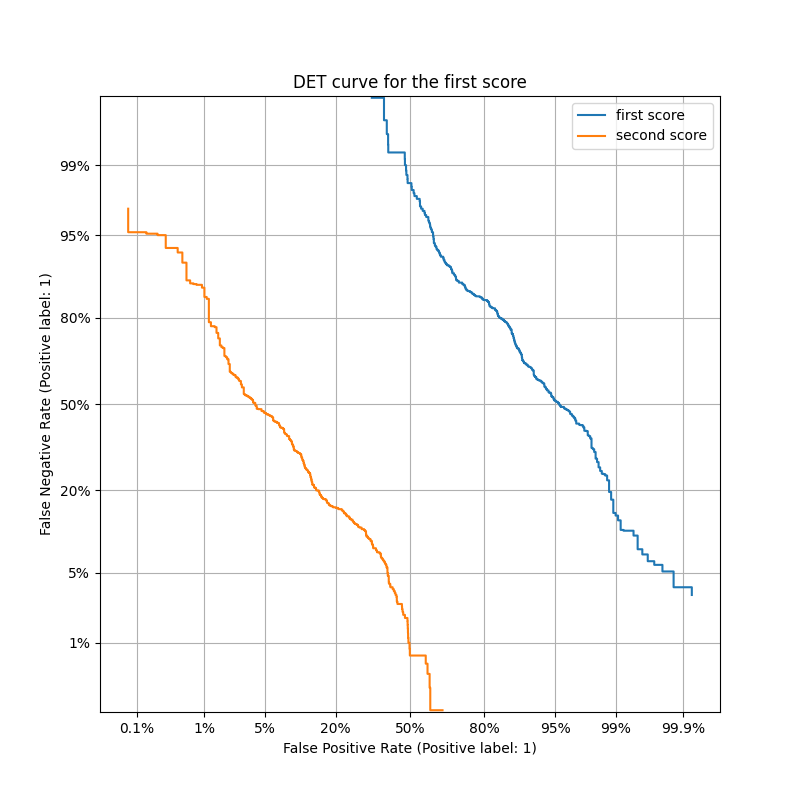 DET curve for the first score
first score
second score
99%
95%
80%
50%
20%
5%
1%
False Negative Rate (Positive label: 1)
0.1% 1% 5% 20% 50% 80% 95% 99% 99.9%
False Positive Rate (Positive label: 1)